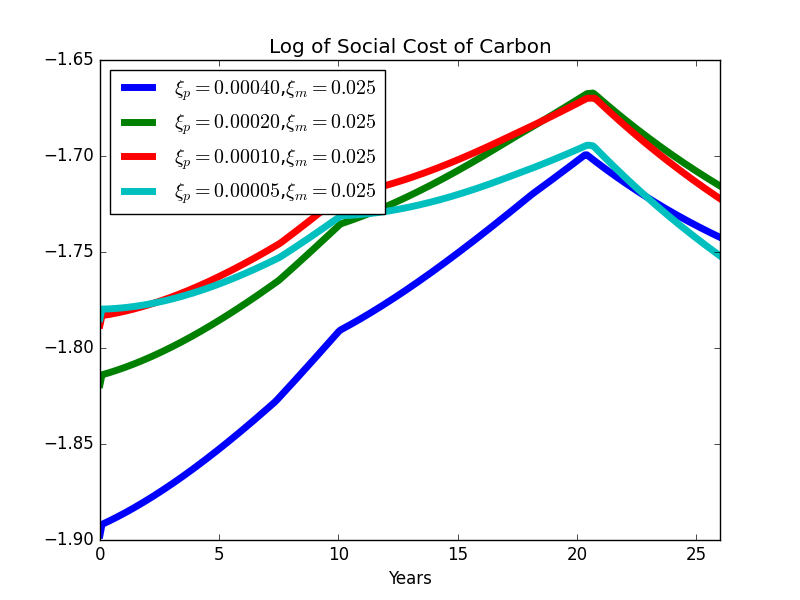 Log of Social Cost of Carbon
−1.65
−1.70
−1.75
−1.80
−1.85
−1.90
ξp = 0.00040,ξm = 0.025
ξp = 0.00020,ξm = 0.025
ξp = 0.00010,ξm = 0.025
ξp = 0.00005,ξm = 0.025
0 5 10 15 20 25
Years